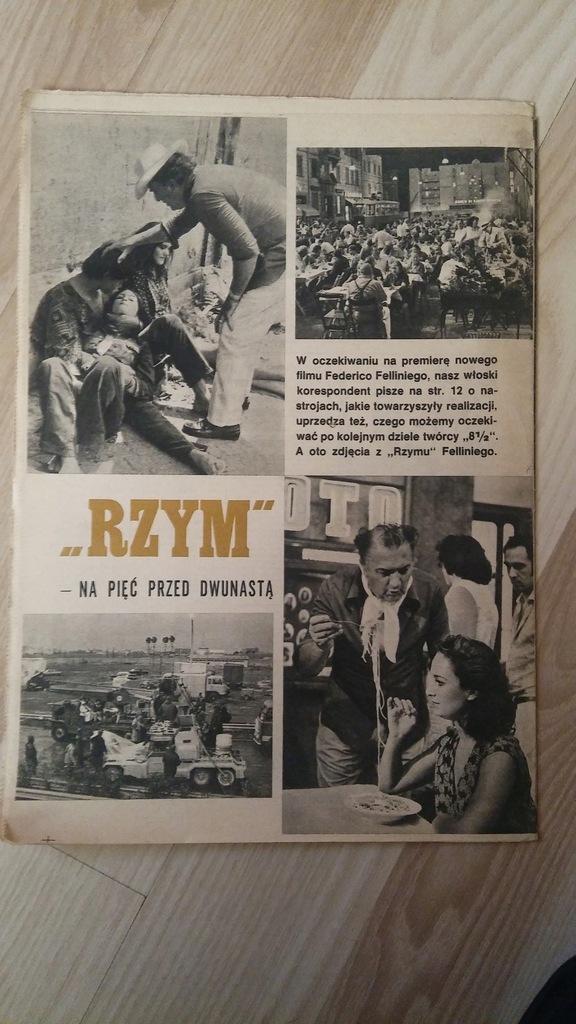 W oczekiwaniu na premierę nowego
filmu Federico Felliniego, nasz włoski
korespondent pisze na str. 12 o na-
strojach, jakie towarzyszyły realizacji,
uprzedza też, czego możemy oczeki-
wać po kolejnym dziele twórcy „8½".
A oto zdjęcia z „Rzymu" Felliniego.
„RZYM"
— NA PIĘĆ PRZED DWUNASTĄ
OTO